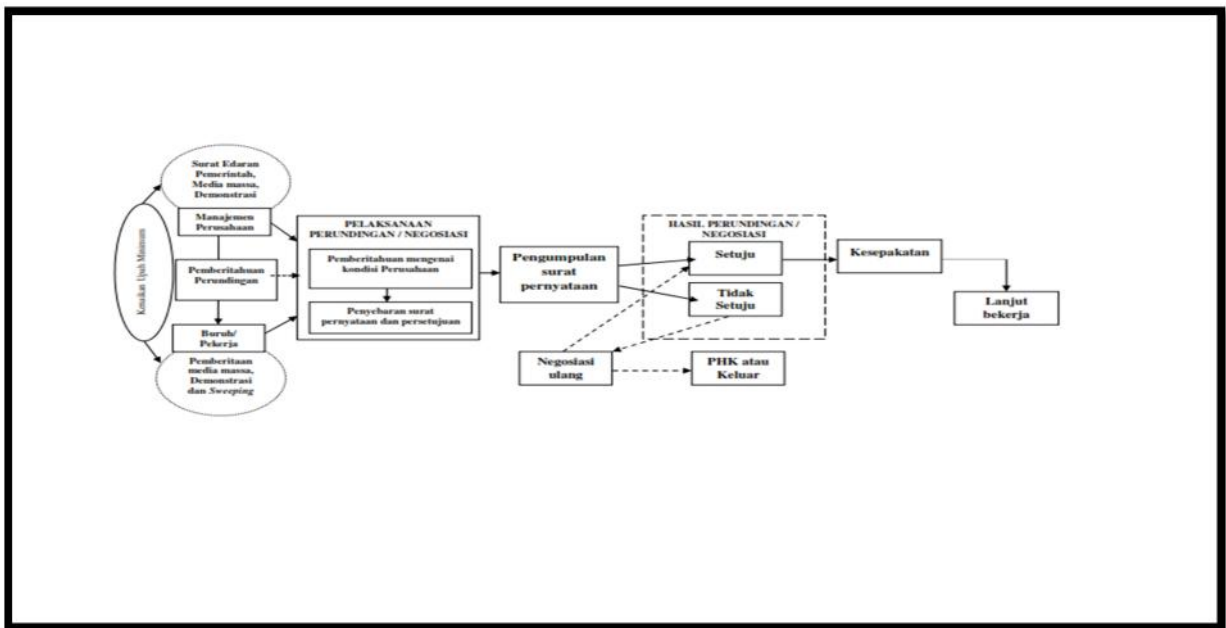 Kenaikan Upah Minimum
Surat Edaran
Pemerintah,
Media massa,
Demonstrasi
Manajemen
Perusahaan
Pemberitahuan
Perundingan
Buruh/
Pekerja
Pemberitaan
media massa,
Demonstrasi
dan Sweeping
PELAKSANAAN
PERUNDINGAN / NEGOSIASI
Pemberitahuan mengenai
kondisi Perusahaan
Penyebaran surat
pernyataan dan persetujuan
Pengumpulan
surat
pernyataan
HASIL PERUNDINGAN /
NEGOSIASI
Setuju
Tidak
Setuju
Negosiasi
ulang
PHK atau
Keluar
Kesepakatan
Lanjut
bekerja